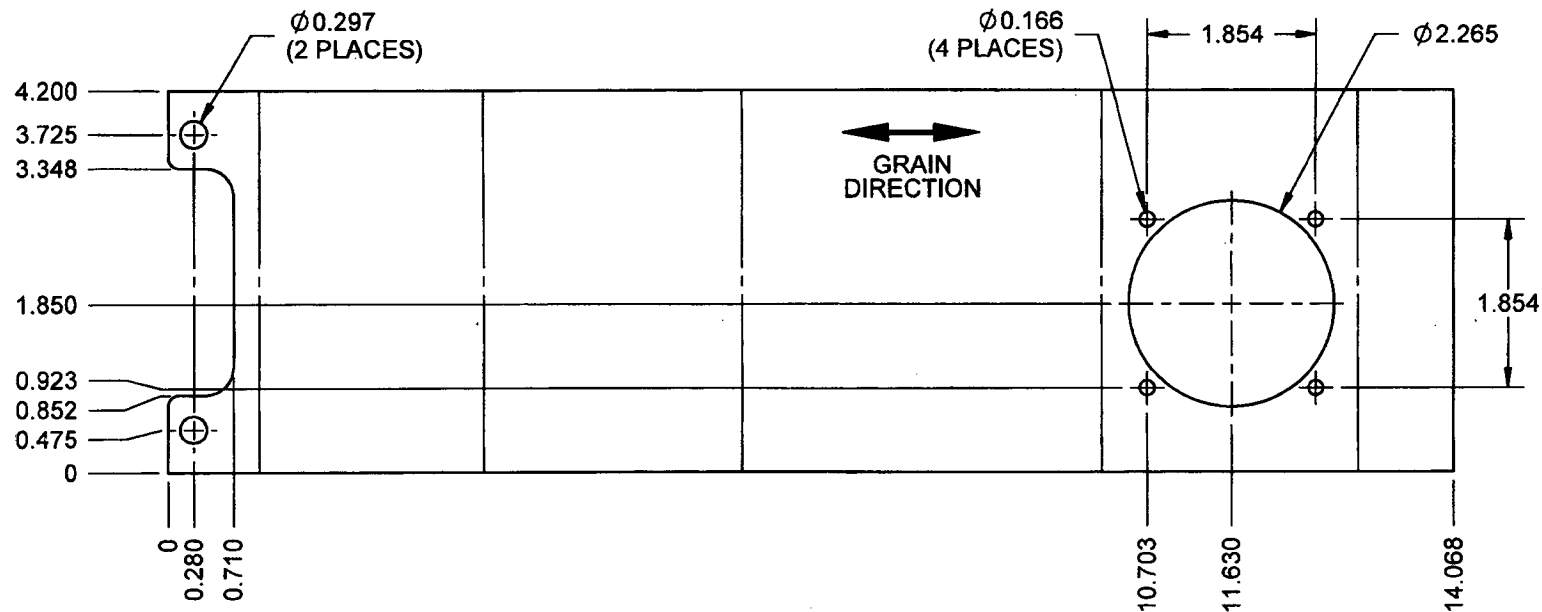 Ø0.297
(2 PLACES)
Ø0.166
(4 PLACES)
1.854
Ø2.265
4.200
3.725
3.348
1.850
0.923
0.852
0.475
0
GRAIN
DIRECTION
1.854
0
0.280
0.710
10.703
11.630
14.068